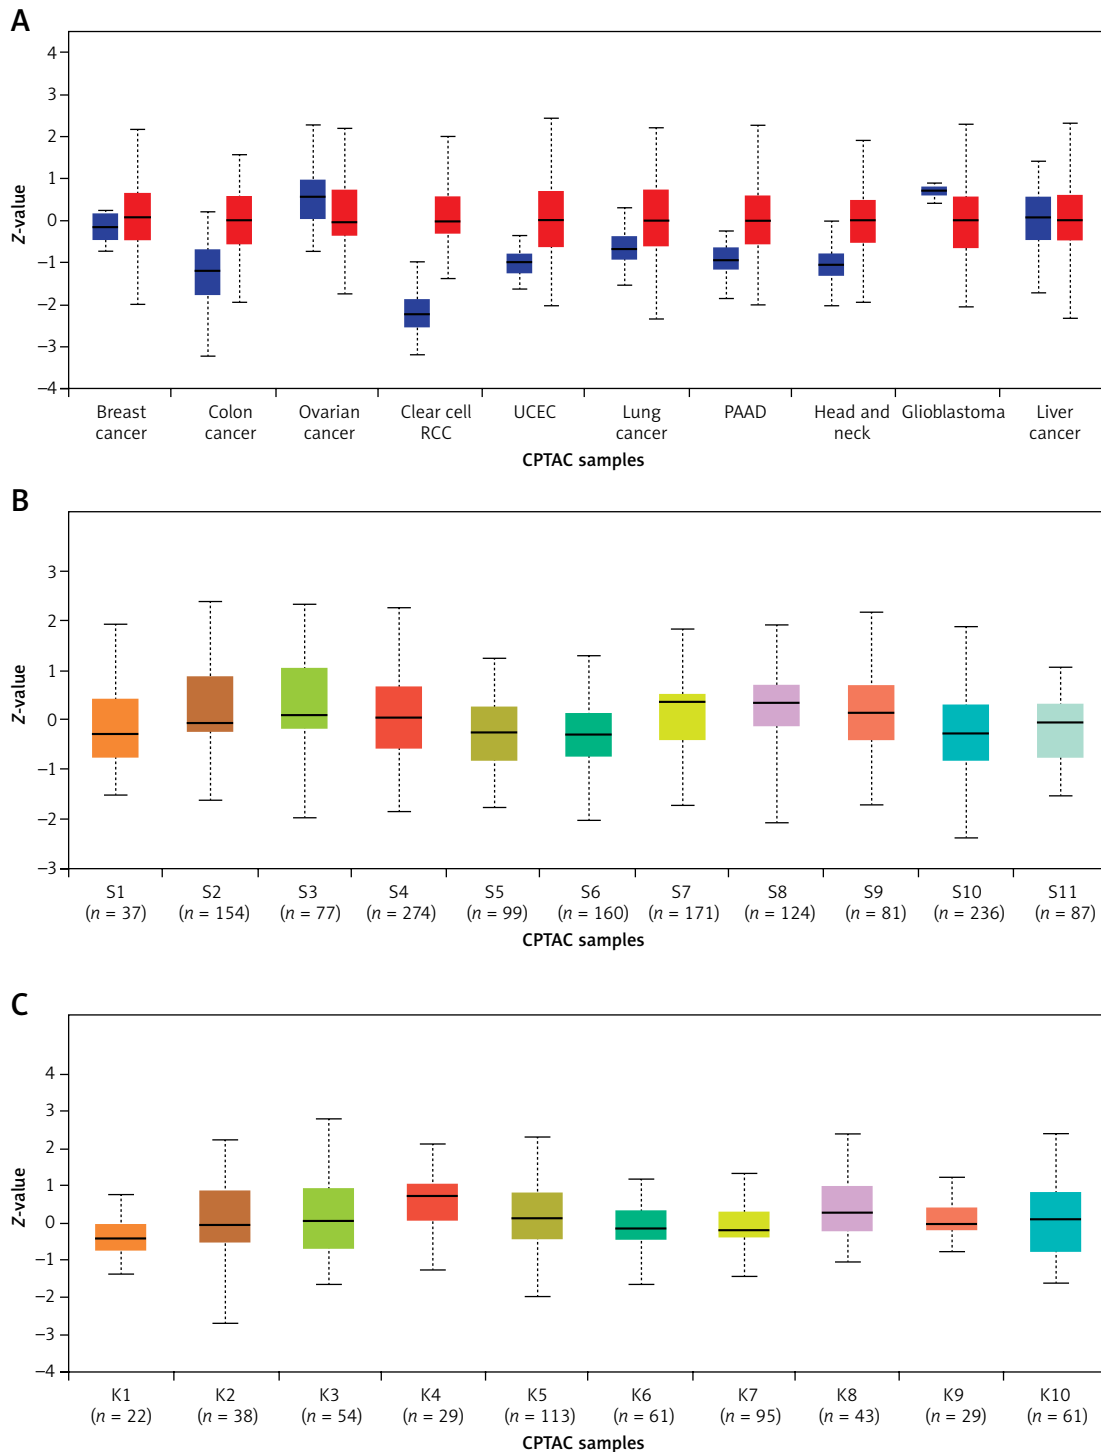 A
Z-value
4
3
2
1
0
−1
−2
−3
−4
Breast cancer
Colon cancer
Ovarian cancer
Clear cell RCC
UCEC
Lung cancer
PAAD
Head and neck
Glioblastoma
Liver cancer
CPTAC samples
B
Z-value
3
2
1
0
−1
−2
−3
S1 S2 S3 S4 S5 S6 S7 S8 S9 S10 S11
(n = 37) (n = 154) (n = 77) (n = 274) (n = 99) (n = 160) (n = 171) (n = 124) (n = 81) (n = 236) (n = 87)
CPTAC samples
C
Z-value
4
3
2
1
0
−1
−2
−3
−4
K1 K2 K3 K4 K5 K6 K7 K8 K9 K10
(n = 22) (n = 38) (n = 54) (n = 29) (n = 113) (n = 61) (n = 95) (n = 43) (n = 29) (n = 61)
CPTAC samples